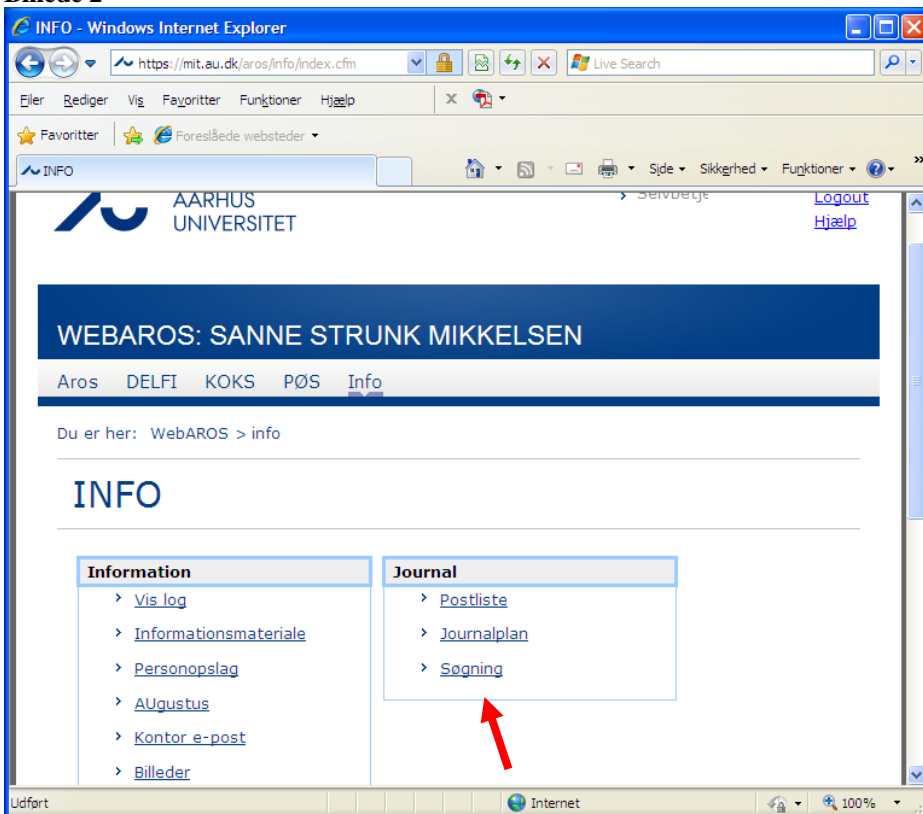 INFO - Windows Internet Explorer
https://mit.au.dk/aros/info/index.cfm
Live Search
Filer Rediger Vis Favoritter Funktioner Hjælp
Favoritter Foreslåede websteder
INFO
Side Sikkerhed Funktioner
AARHUS
UNIVERSITET
Logout
Hjælp
WEBAROS: SANNE STRUNK MIKKELSEN
Aros DELFI KOKS PØS Info
Du er her: WebAROS > info
INFO
Information
Vis log
Informationsmateriale
Personopslag
AUgustus
Kontor e-post
Billeder
Journal
Postliste
Journalplan
Søgning
Udført
Internet
100%